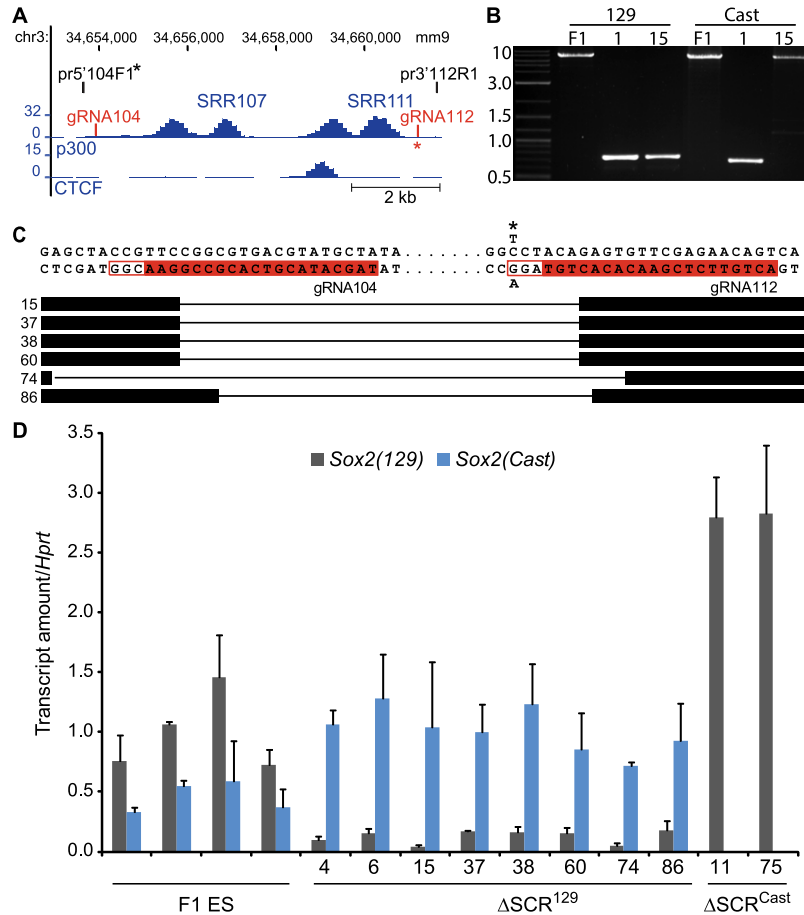 A
chr3: 34,654,000 34,656,000 34,658,000 34,660,000 mm9
pr5'104F1* pr3'112R1
gRNA104 SRR107 SRR111 gRNA112
*
32
0
p300
15
0
CTCF
2 kb
B
129 Cast
F1 1 15 F1 1 15
10
3.0
1.5
1.0
0.5
C
*
T
GAGCTACCGTTCCGGCGTGACGTATGCTATA.......GGCCTACAGAGTGTTCGAGAACAGTCA
CTCGATGGCAAGGCCGCACTGCATACGATAT.......CCGGATGTCACACAAGCTCTTGTCAGT
gRNA104 A gRNA112
15
37
38
60
74
86
D
Transcript amount/Hprt
3.5
3.0
2.5
2.0
1.5
1.0
0.5
0.0
Sox2(129) Sox2(Cast)
4 6 15 37 38 60 74 86 11 75
F1 ES ΔSCR129 ΔSCRCast